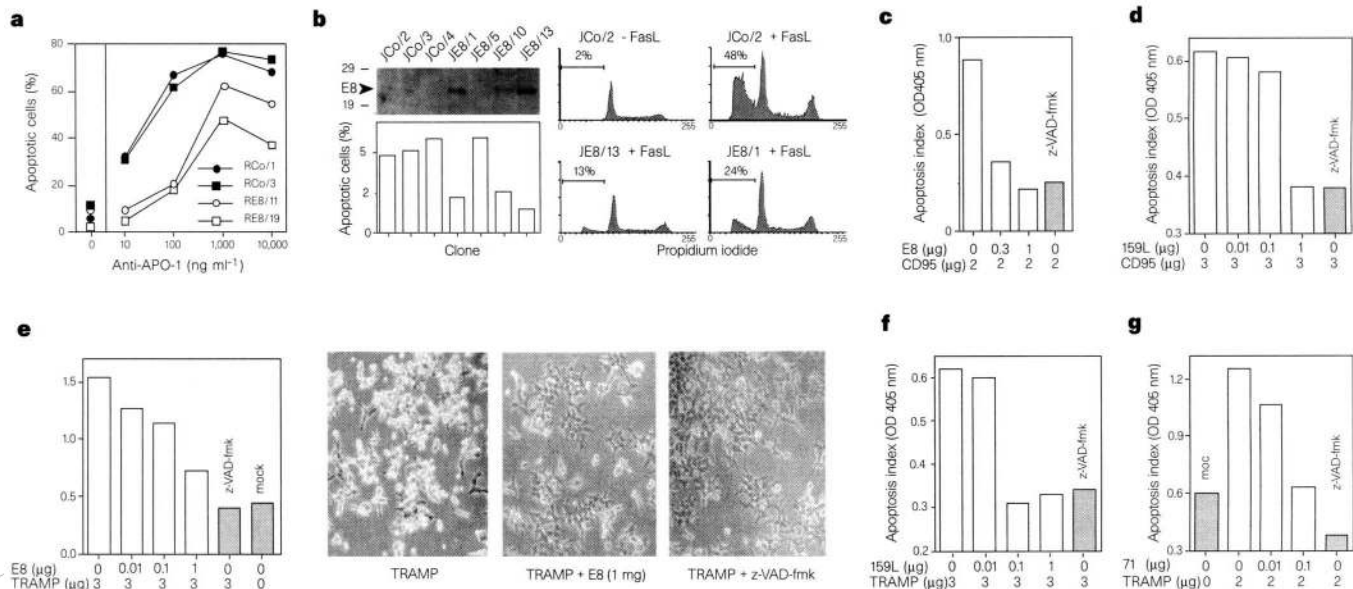 a
Apoptotic cells (%)
80
60
40
20
0
0
10
100
1,000
10,000
Anti-APO-1 (ng ml⁻¹)
RCo/1
RCo/3
RE8/11
RE8/19
b
JCo/2
JCo/3
JCo/4
JE8/1
JE8/5
JE8/10
JE8/13
29
E8
19
Apoptotic cells (%)
5
2
0
Clone
JCo/2 - FasL
2%
0
255
JCo/2 + FasL
48%
0
255
JE8/13 + FasL
13%
0
255
JE8/1 + FasL
24%
0
255
Propidium iodide
c
Apoptosis index (OD405 nm)
1.0
0.5
0
z-VAD-fmk
E8 (µg) 0 0.3 1 0
CD95 (µg) 2 2 2 2
d
Apoptosis index (OD 405 nm)
0.6
0.5
0.4
0.3
z-VAD-fmk
159L (µg) 0 0.01 0.1 1 0
CD95 (µg) 3 3 3 3 3
e
1.5
1.0
0.5
0.0
z-VAD-fmk
mock
E8 (µg) 0 0.01 0.1 1 0 0
TRAMP (µg) 3 3 3 3 3 0
TRAMP
TRAMP + E8 (1 mg)
TRAMP + z-VAD-fmk
f
Apoptosis index (OD 405 nm)
0.6
0.5
0.4
0.3
0.2
z-VAD-fmk
159L (µg) 0 0.01 0.1 1 0
TRAMP (µg) 3 3 3 3 3
g
Apoptosis index (OD 405 nm)
1.2
0.9
0.6
0.3
moc
z-VAD-fmk
71 (µg) 0 0 0.01 0.1 0
TRAMP (µg) 0 2 2 2 2